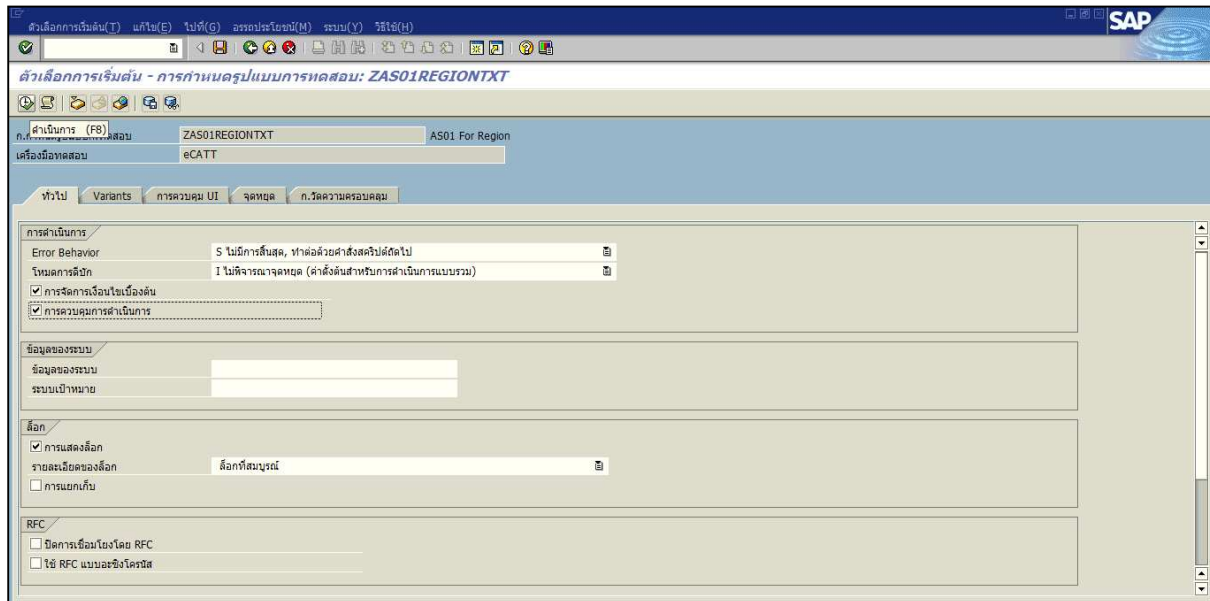 ตัวเลือกการเริ่มต้น(T) แก้ไข(E) ไปที่(G) อรรถประโยชน์(M) ระบบ(Y) วิธีใช้(H)
SAP
ตัวเลือกการเริ่มต้น - การกำหนดรูปแบบการทดสอบ: ZAS01REGIONTXT
ดำเนินการ (F8)
ZAS01REGIONTXT AS01 For Region
เครื่องมือทดสอบ eCATT
ทั่วไป Variants การควบคุม UI จุดหยุด ก.วัดความครอบคลุม
การดำเนินการ
Error Behavior S ไม่มีการสิ้นสุด, ทำต่อด้วยคำสั่งสคริปต์ถัดไป
โหมดการดีบัก I ไม่พิจารณาจุดหยุด (ค่าตั้งต้นสำหรับการดำเนินการแบบรวม)
การจัดการเงื่อนไขเบื้องต้น
การควบคุมการดำเนินการ
ข้อมูลของระบบ
ข้อมูลของระบบ
ระบบเป้าหมาย
ล็อก
การแสดงล็อก
รายละเอียดของล็อก ล็อกที่สมบูรณ์
การแยกเก็บ
RFC
ปิดการเชื่อมโยงโดย RFC
ใช้ RFC แบบอะซิงโครนัส